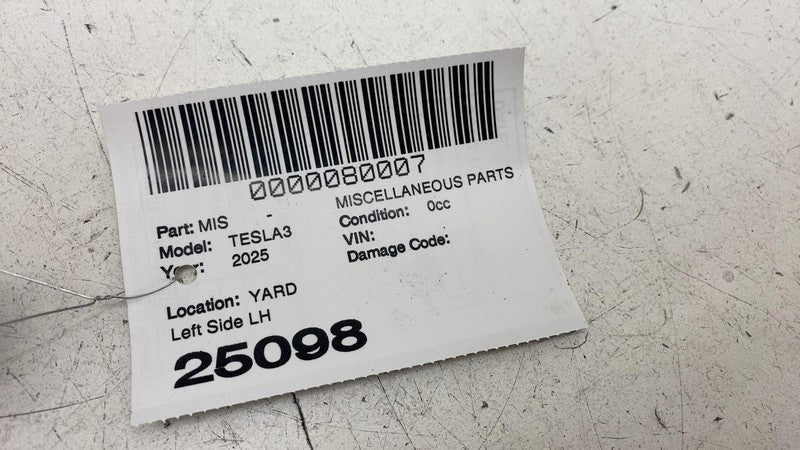 0000080007
Part: MIS - MISCELLANEOUS PARTS
Model: TESLA3 Condition: 0cc
Year: 2025 VIN:
Damage Code:
Location: YARD
Left Side LH
25098